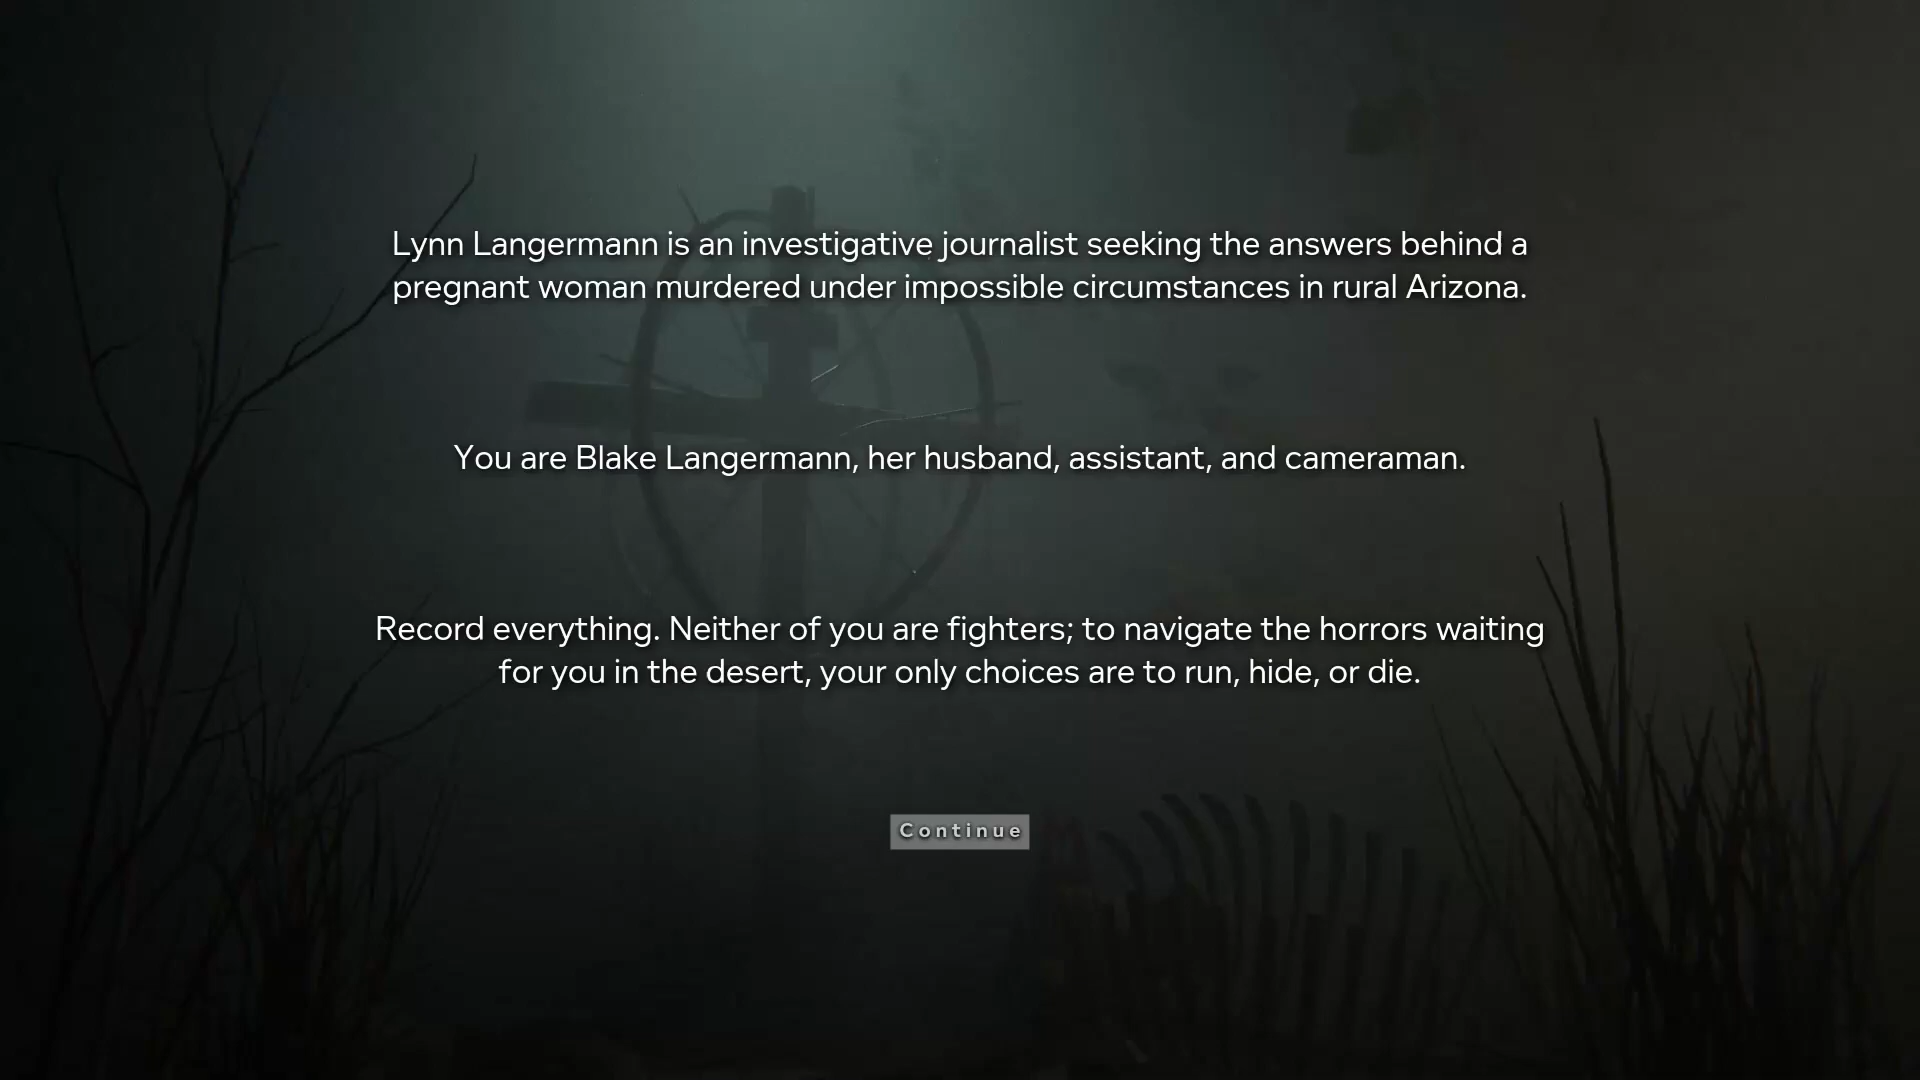 Lynn Langermann is an investigative journalist seeking the answers behind a
pregnant woman murdered under impossible circumstances in rural Arizona.
You are Blake Langermann, her husband, assistant, and cameraman.
Record everything. Neither of you are fighters; to navigate the horrors waiting
for you in the desert, your only choices are to run, hide, or die.
Continue